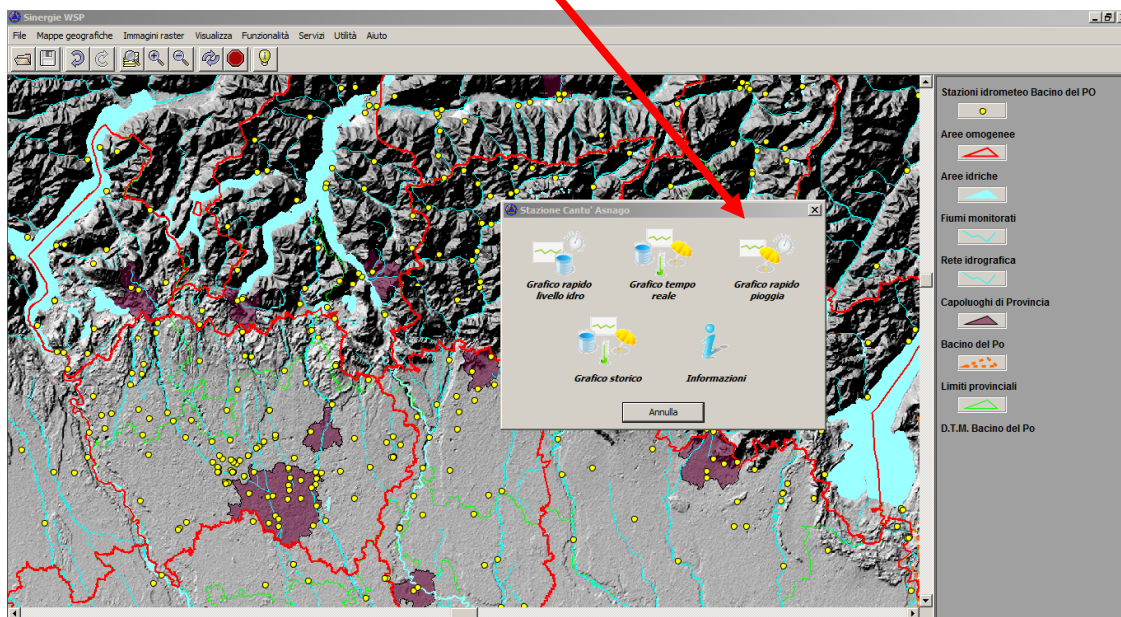 Sinergie WSP
File Mappe geografiche Immagini raster Visualizza Funzionalità Servizi Utilità Aiuto
Stazioni idrometeo Bacino del PO
Aree omogenee
Aree idriche
Fiumi monitorati
Rete idrografica
Capoluoghi di Provincia
Bacino del Po
Limiti provinciali
D.T.M. Bacino del Po
Stazione Cantu' Asnago
Grafico rapido
livello idro
Grafico tempo
reale
Grafico rapido
pioggia
Grafico storico
Informazioni
Annulla